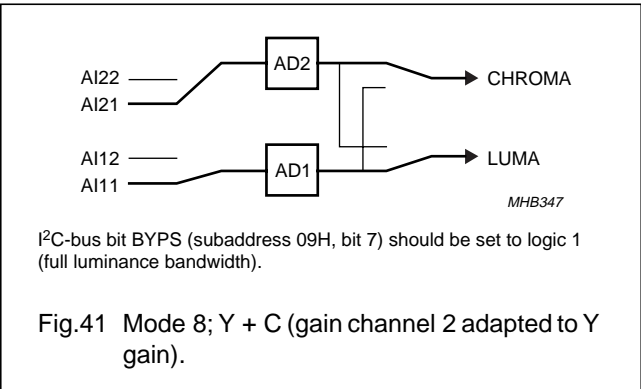 AI22
AI21
AD2
CHROMA
AI12
AI11
AD1
LUMA
MHB347
I²C-bus bit BYPS (subaddress 09H, bit 7) should be set to logic 1
(full luminance bandwidth).
Fig.41 Mode 8; Y + C (gain channel 2 adapted to Y
gain).